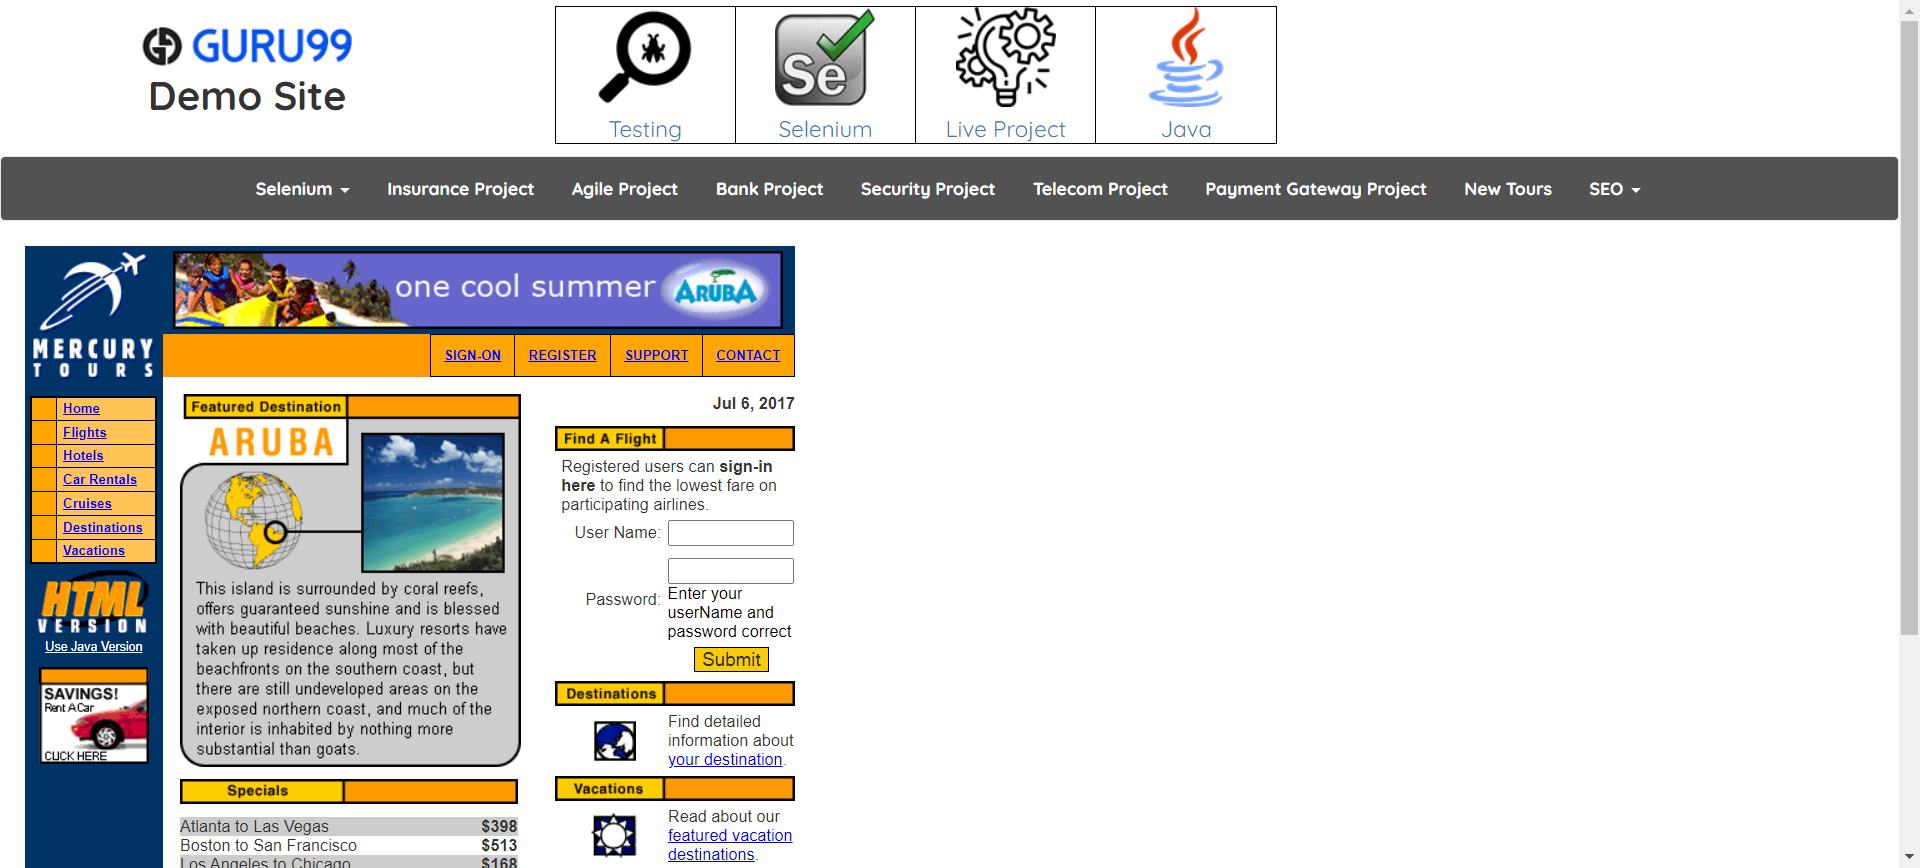 GURU99
Demo Site
Testing
Selenium
Live Project
Java
Selenium
Insurance Project
Agile Project
Bank Project
Security Project
Telecom Project
Payment Gateway Project
New Tours
SEO
one cool summer
ARUBA
MERCURY
TOURS
SIGN-ON
REGISTER
SUPPORT
CONTACT
Home
Flights
Hotels
Car Rentals
Cruises
Destinations
Vacations
HTML
VERSION
Use Java Version
SAVINGS!
Rent A Car
CLICK HERE
Featured Destination
ARUBA
This island is surrounded by coral reefs,
offers guaranteed sunshine and is blessed
with beautiful beaches. Luxury resorts have
taken up residence along most of the
beachfronts on the southern coast, but
there are still undeveloped areas on the
exposed northern coast, and much of the
interior is inhabited by nothing more
substantial than goats.
Specials
Atlanta to Las Vegas $398
Boston to San Francisco $513
Los Angeles to Chicago $168
Jul 6, 2017
Find A Flight
Registered users can sign-in
here to find the lowest fare on
participating airlines.
User Name:
Password:
Enter your
userName and
password correct
Submit
Destinations
Find detailed
information about
your destination.
Vacations
Read about our
featured vacation
destinations.
Se